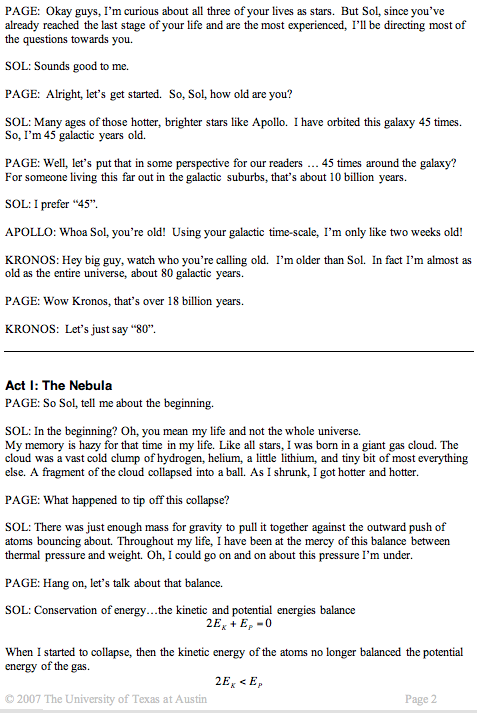 PAGE: Okay guys, I'm curious about all three of your lives as stars. But Sol, since you've
already reached the last stage of your life and are the most experienced, I'll be directing most of
the questions towards you.
SOL: Sounds good to me.
PAGE: Alright, let's get started. So, Sol, how old are you?
SOL: Many ages of those hotter, brighter stars like Apollo. I have orbited this galaxy 45 times.
So, I'm 45 galactic years old.
PAGE: Well, let's put that in some perspective for our readers … 45 times around the galaxy?
For someone living this far out in the galactic suburbs, that's about 10 billion years.
SOL: I prefer "45".
APOLLO: Whoa Sol, you're old! Using your galactic time-scale, I'm only like two weeks old!
KRONOS: Hey big guy, watch who you're calling old. I'm older than Sol. In fact I'm almost as
old as the entire universe, about 80 galactic years.
PAGE: Wow Kronos, that's over 18 billion years.
KRONOS: Let's just say "80".
Act I: The Nebula
PAGE: So Sol, tell me about the beginning.
SOL: In the beginning? Oh, you mean my life and not the whole universe.
My memory is hazy for that time in my life. Like all stars, I was born in a giant gas cloud. The
cloud was a vast cold clump of hydrogen, helium, a little lithium, and tiny bit of most everything
else. A fragment of the cloud collapsed into a ball. As I shrunk, I got hotter and hotter.
PAGE: What happened to tip off this collapse?
SOL: There was just enough mass for gravity to pull it together against the outward push of
atoms bouncing about. Throughout my life, I have been at the mercy of this balance between
thermal pressure and weight. Oh, I could go on and on about this pressure I'm under.
PAGE: Hang on, let's talk about that balance.
SOL: Conservation of energy…the kinetic and potential energies balance
2E_K + E_P = 0
When I started to collapse, then the kinetic energy of the atoms no longer balanced the potential
energy of the gas.
2E_K < E_P
© 2007 The University of Texas at Austin Page 2